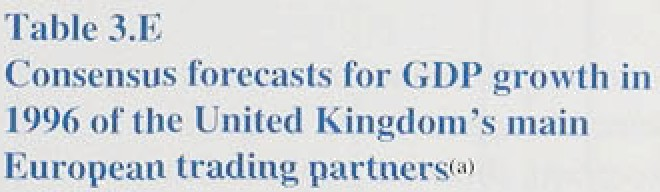 Table 3.E
Consensus forecasts for GDP growth in
1996 of the United Kingdom's main
European trading partners(a)